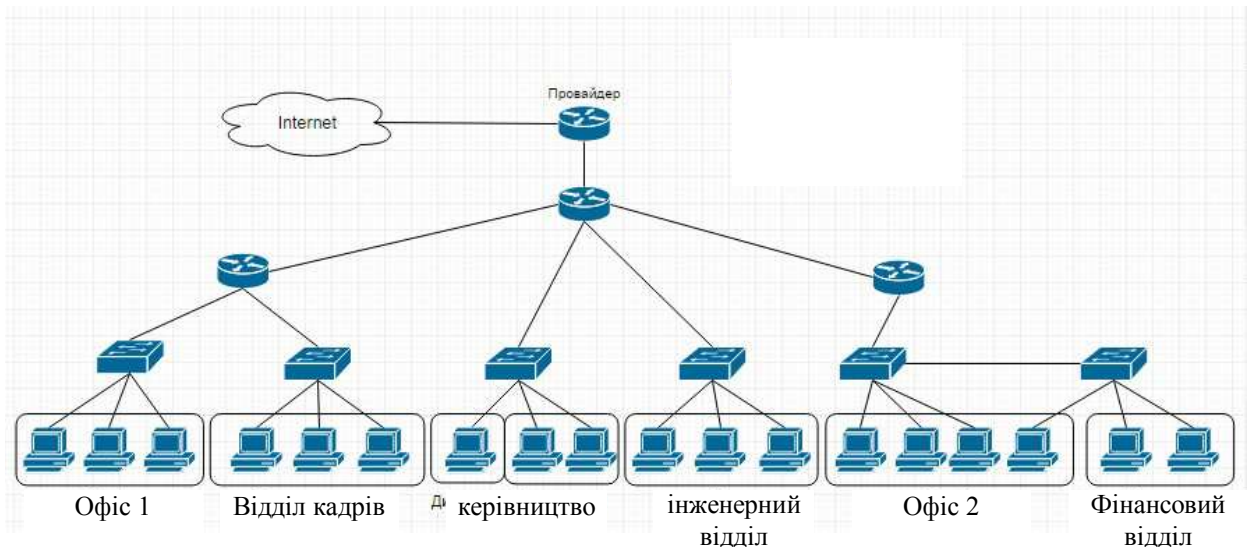 Провайдер
Internet
Офіс 1
Відділ кадрів
керівництво
інженерний
відділ
Офіс 2
Фінансовий
відділ